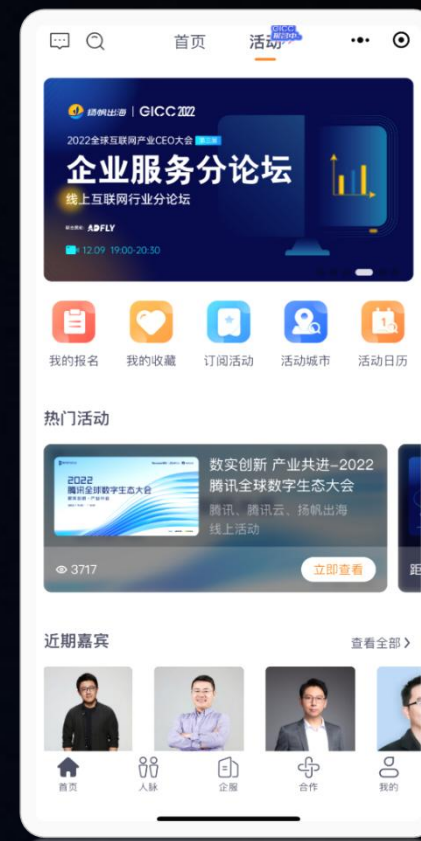 首页
活动
GICC
扬帆出海 | GICC 2022
2022全球互联网产业CEO大会 第三届
企业服务分论坛
线上互联网行业分论坛
ADFLY
12.09 19:00-20:30
我的报名
我的收藏
订阅活动
活动城市
活动日历
热门活动
2022
腾讯全球数字生态大会
数实创新 产业共进-2022
腾讯全球数字生态大会
腾讯、腾讯云、扬帆出海
线上活动
3717
立即查看
距
近期嘉宾
查看全部
首页
人脉
企服
合作
我的